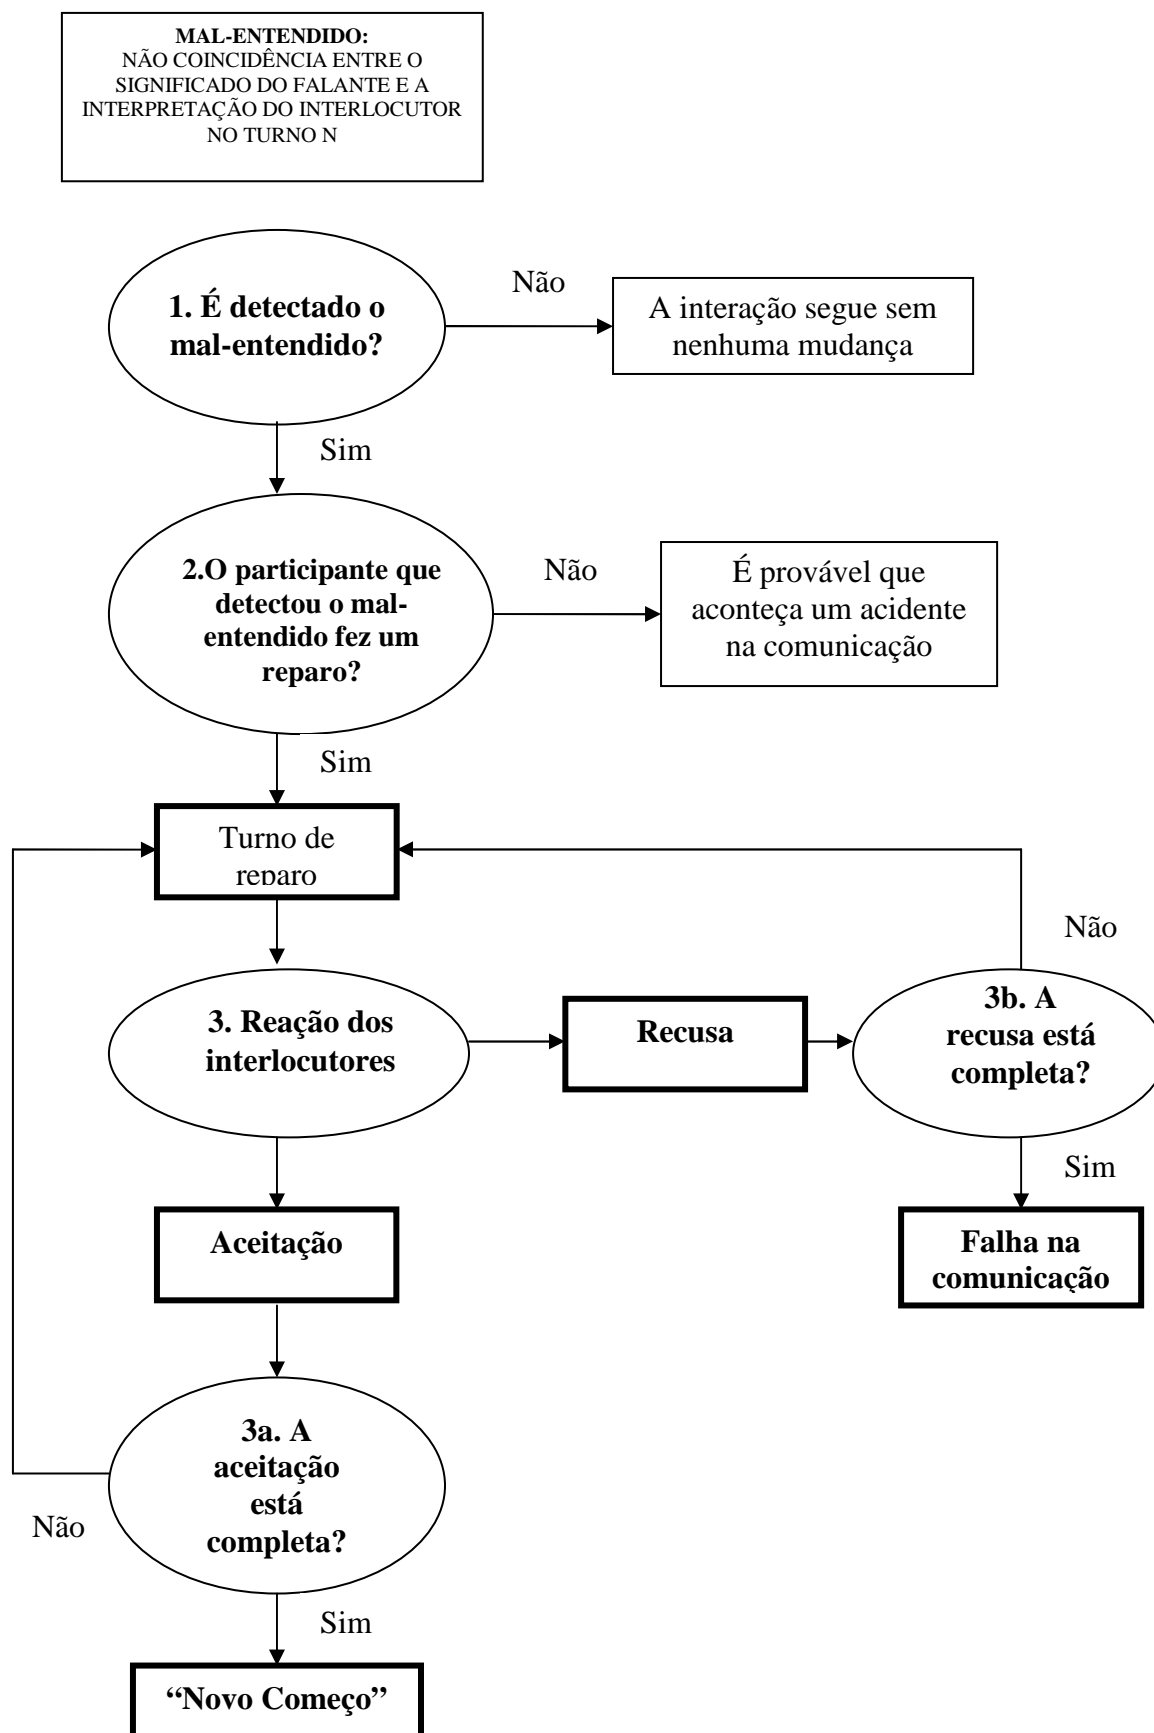 MAL-ENTENDIDO:
NÃO COINCIDÊNCIA ENTRE O
SIGNIFICADO DO FALANTE E A
INTERPRETAÇÃO DO INTERLOCUTOR
NO TURNO N
1. É detectado o
mal-entendido?
Não
A interação segue sem
nenhuma mudança
Sim
2.O participante que
detectou o mal-
entendido fez um
reparo?
Não
É provável que
aconteça um acidente
na comunicação
Sim
Turno de
reparo
3. Reação dos
interlocutores
Recusa
3b. A
recusa está
completa?
Não
Sim
Falha na
comunicação
Aceitação
3a. A
aceitação
está
completa?
Não
Sim
“Novo Começo”